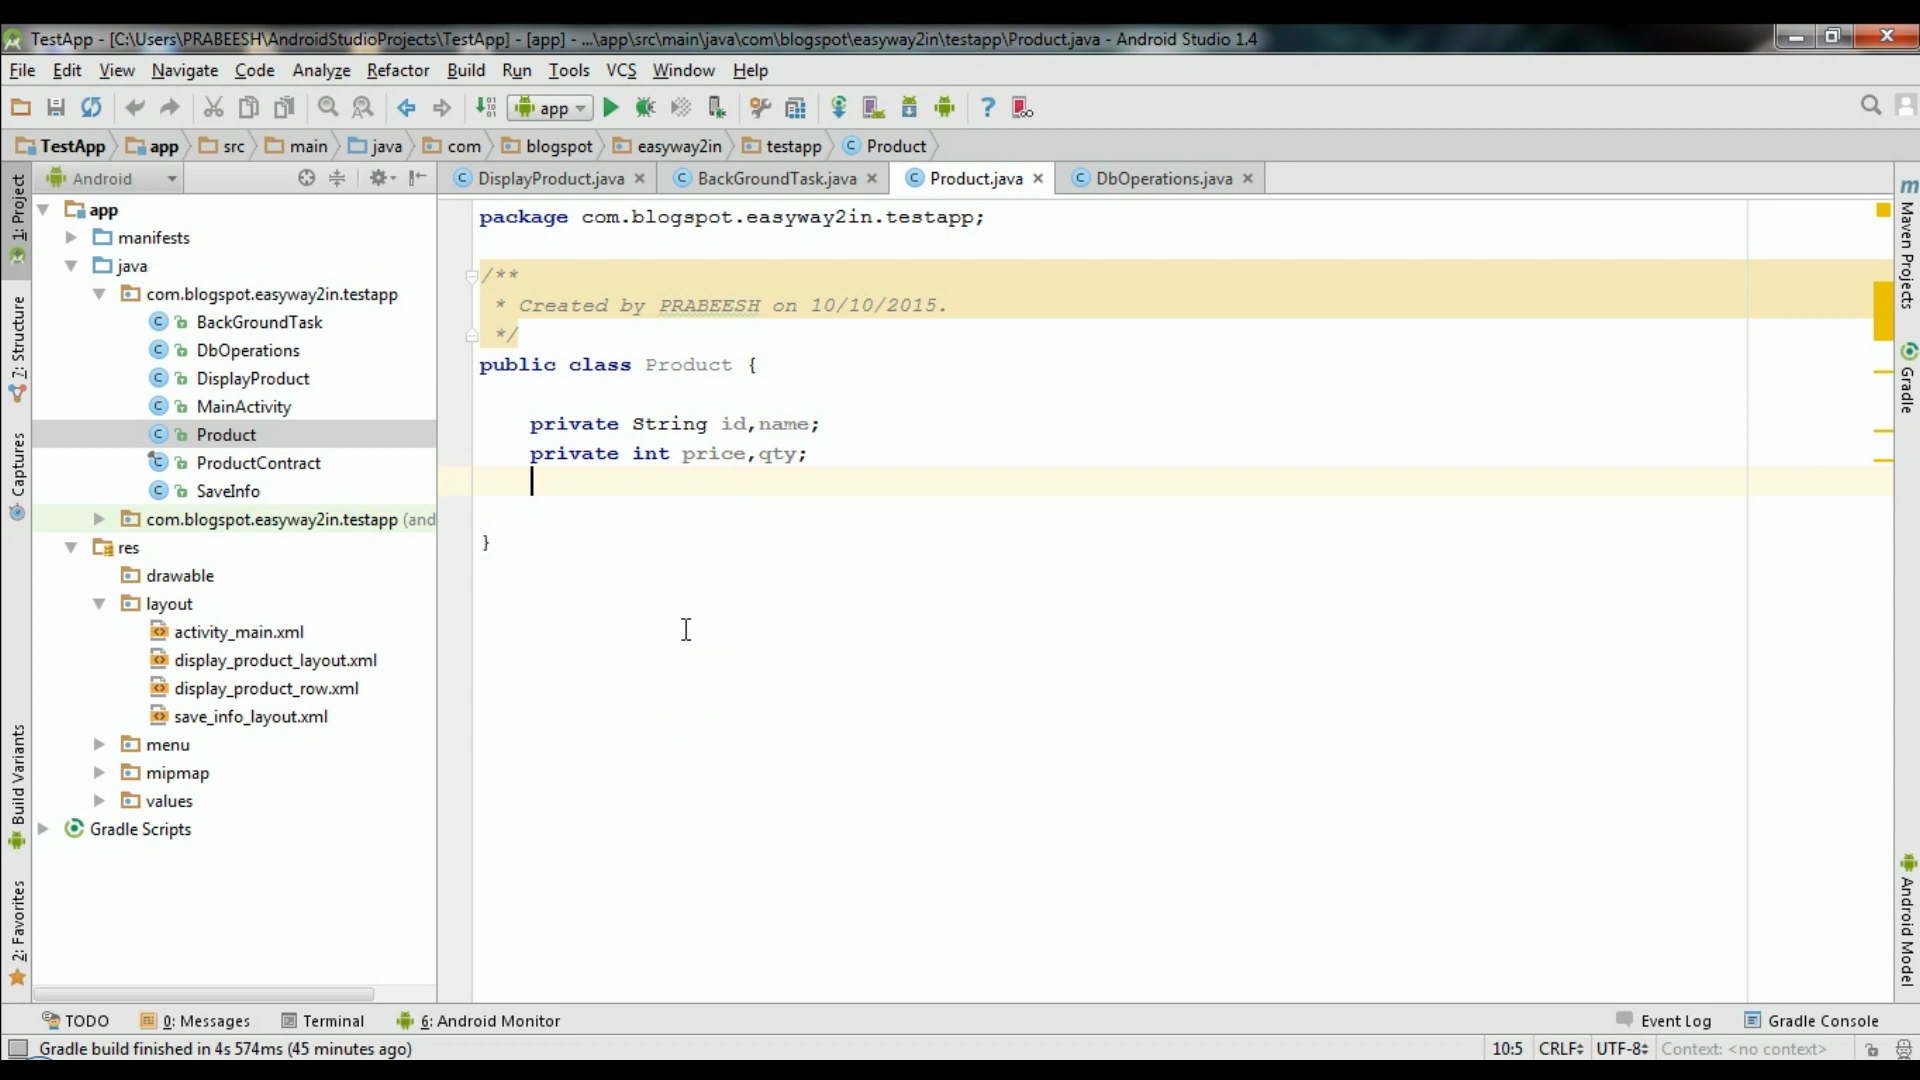 TestApp - [C:\Users\PRABEESH\AndroidStudioProjects\TestApp] - [app] - ...\app\src\main\java\com\blogspot\easyway2in\testapp\Product.java - Android Studio 1.4
File Edit View Navigate Code Analyze Refactor Build Run Tools VCS Window Help
app
TestApp app src main java com blogspot easyway2in testapp Product
Android
DisplayProduct.java BackGroundTask.java Product.java DbOperations.java
1: Project
7: Structure
Captures
Build Variants
2: Favorites
app
manifests
java
com.blogspot.easyway2in.testapp
BackGroundTask
DbOperations
DisplayProduct
MainActivity
Product
ProductContract
SaveInfo
com.blogspot.easyway2in.testapp (and
res
drawable
layout
activity_main.xml
display_product_layout.xml
display_product_row.xml
save_info_layout.xml
menu
mipmap
values
Gradle Scripts
package com.blogspot.easyway2in.testapp;
/**
* Created by PRABEESH on 10/10/2015.
*/
public class Product {
private String id,name;
private int price,qty;
}
m
Maven Projects
Gradle
Android Model
TODO 0: Messages Terminal 6: Android Monitor Event Log Gradle Console
Gradle build finished in 4s 574ms (45 minutes ago) 10:5 CRLF UTF-8 Context: <no context>